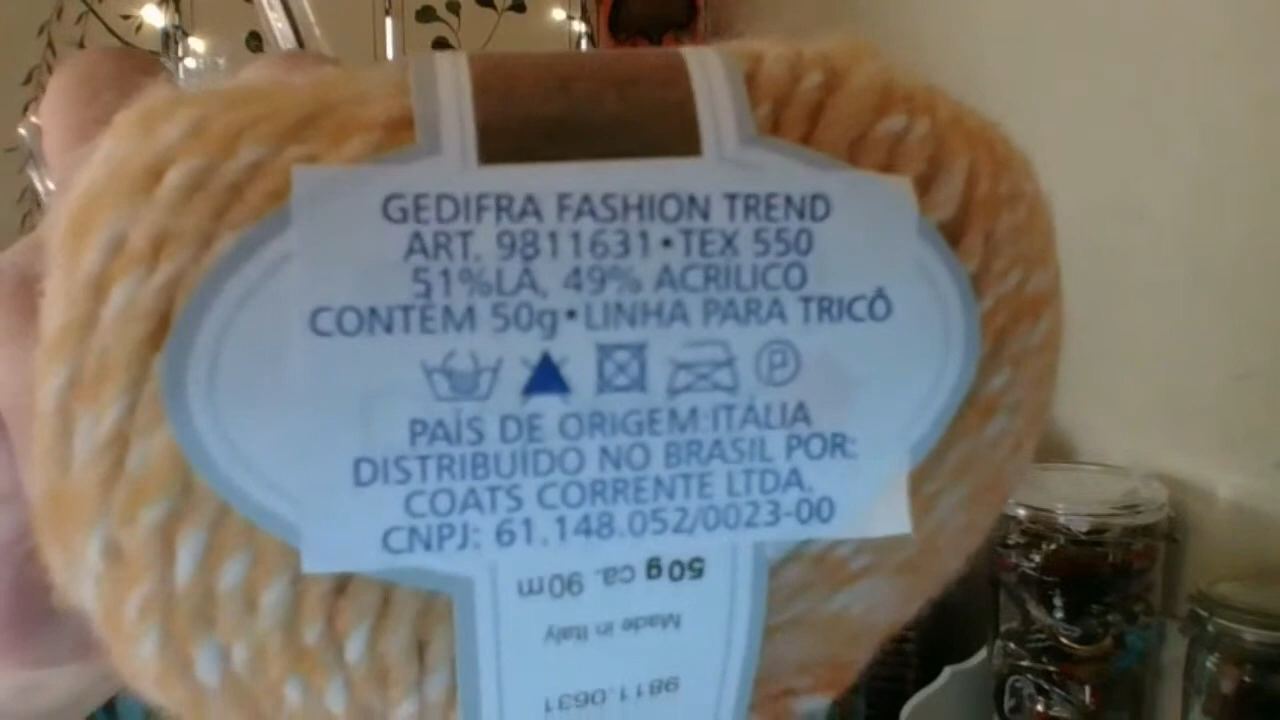 GEDIFRA FASHION TREND
ART. 9811631•TEX 550
51%LÃ, 49% ACRÍLICO
CONTÉM 50g•LINHA PARA TRICÔ
P
PAÍS DE ORIGEM:ITÁLIA
DISTRIBUÍDO NO BRASIL POR:
COATS CORRENTE LTDA.
CNPJ: 61.148.052/0023-00
50g ca. 90m
Made in Italy
9811.0631